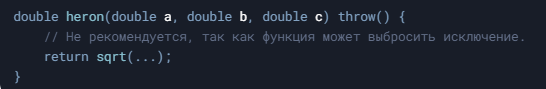 double heron(double a, double b, double c) throw() {
    // Не рекомендуется, так как функция может выбросить исключение.
    return sqrt(...);
}